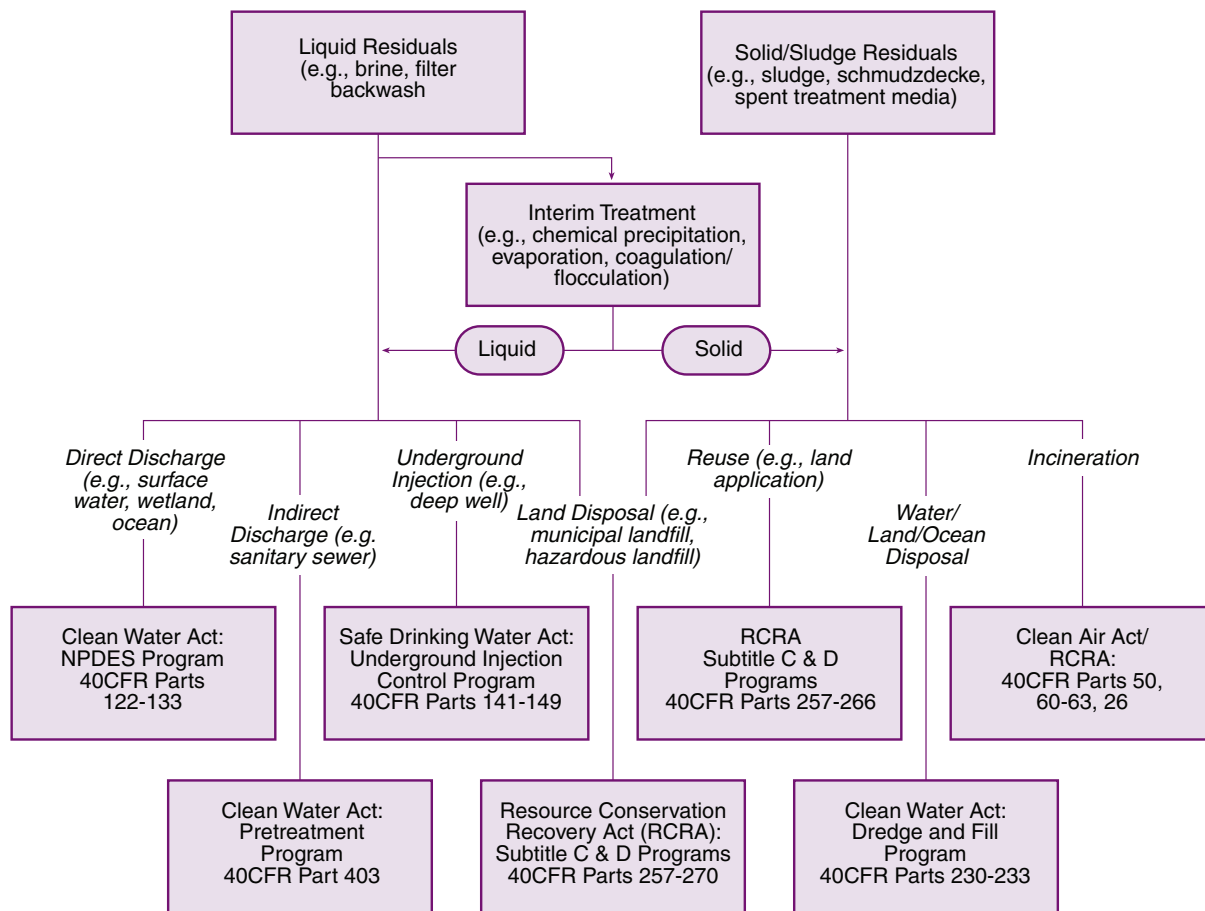 Liquid Residuals
(e.g., brine, filter
backwash
Solid/Sludge Residuals
(e.g., sludge, schmudzdecke,
spent treatment media)
Interim Treatment
(e.g., chemical precipitation,
evaporation, coagulation/
flocculation)
Liquid
Solid
Direct Discharge
(e.g., surface
water, wetland,
ocean)
Indirect
Discharge (e.g.
sanitary sewer)
Underground
Injection (e.g.,
deep well)
Land Disposal (e.g.,
municipal landfill,
hazardous landfill)
Reuse (e.g., land
application)
Water/
Land/Ocean
Disposal
Incineration
Clean Water Act:
NPDES Program
40CFR Parts
122-133
Safe Drinking Water Act:
Underground Injection
Control Program
40CFR Parts 141-149
RCRA
Subtitle C & D
Programs
40CFR Parts 257-266
Clean Air Act/
RCRA:
40CFR Parts 50,
60-63, 26
Clean Water Act:
Pretreatment
Program
40CFR Part 403
Resource Conservation
Recovery Act (RCRA):
Subtitle C & D Programs
40CFR Parts 257-270
Clean Water Act:
Dredge and Fill
Program
40CFR Parts 230-233